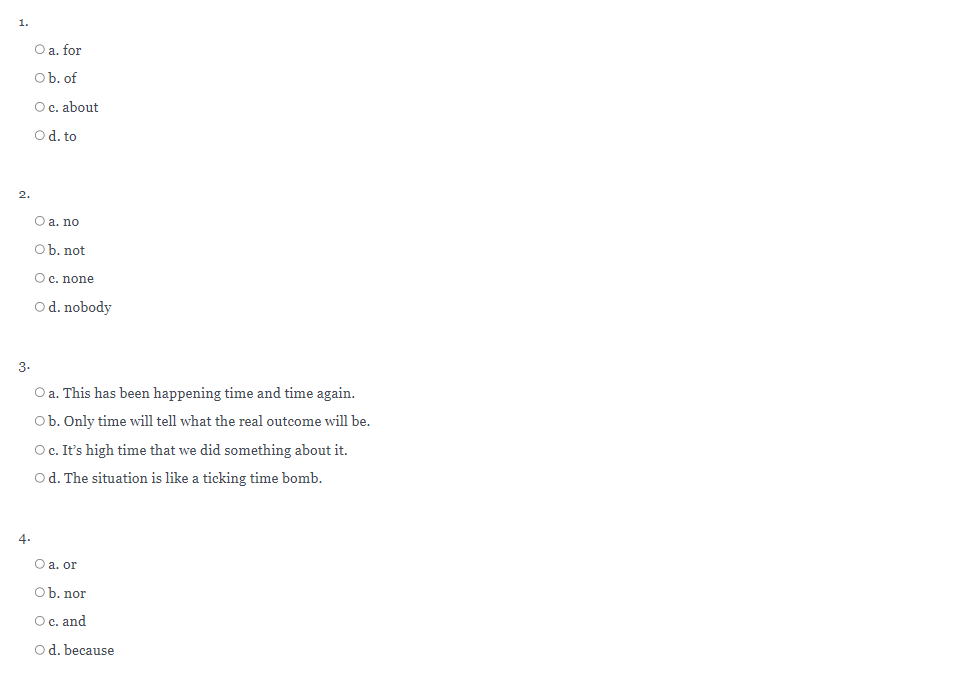 1.
a. for
b. of
c. about
d. to
2.
a. no
b. not
c. none
d. nobody
3.
a. This has been happening time and time again.
b. Only time will tell what the real outcome will be.
c. It’s high time that we did something about it.
d. The situation is like a ticking time bomb.
4.
a. or
b. nor
c. and
d. because